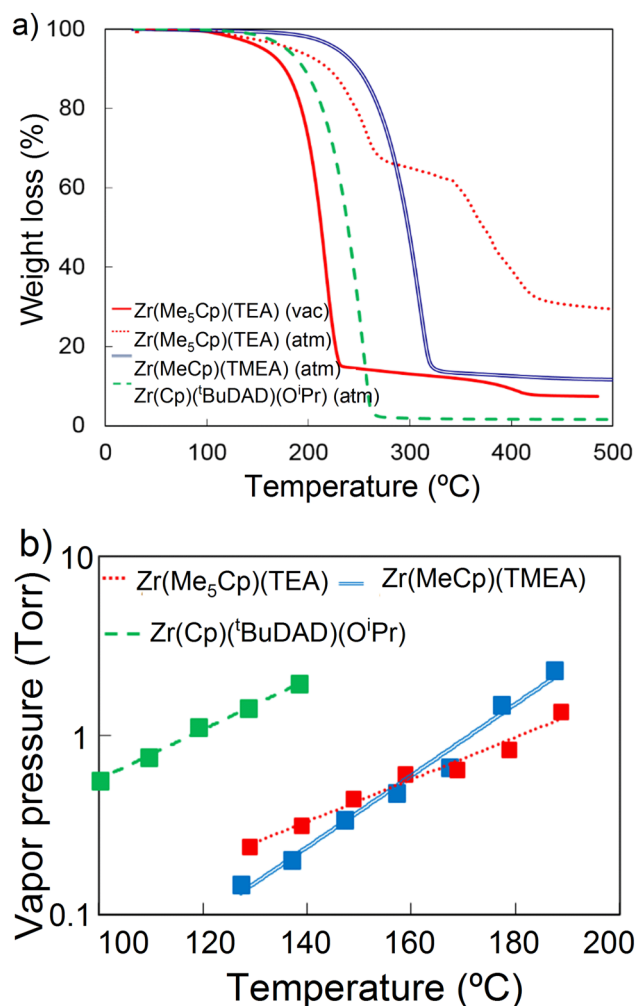 a)
100
80
60
40
20
0
Weight loss (%)
Zr(Me₅Cp)(TEA) (vac)
Zr(Me₅Cp)(TEA) (atm)
Zr(MeCp)(TMEA) (atm)
Zr(Cp)(ᵗBuDAD)(OⁱPr) (atm)
0 100 200 300 400 500
Temperature (ºC)
b)
10
1
0.1
Vapor pressure (Torr)
Zr(Me₅Cp)(TEA) Zr(MeCp)(TMEA)
Zr(Cp)(ᵗBuDAD)(OⁱPr)
100 120 140 160 180 200
Temperature (ºC)